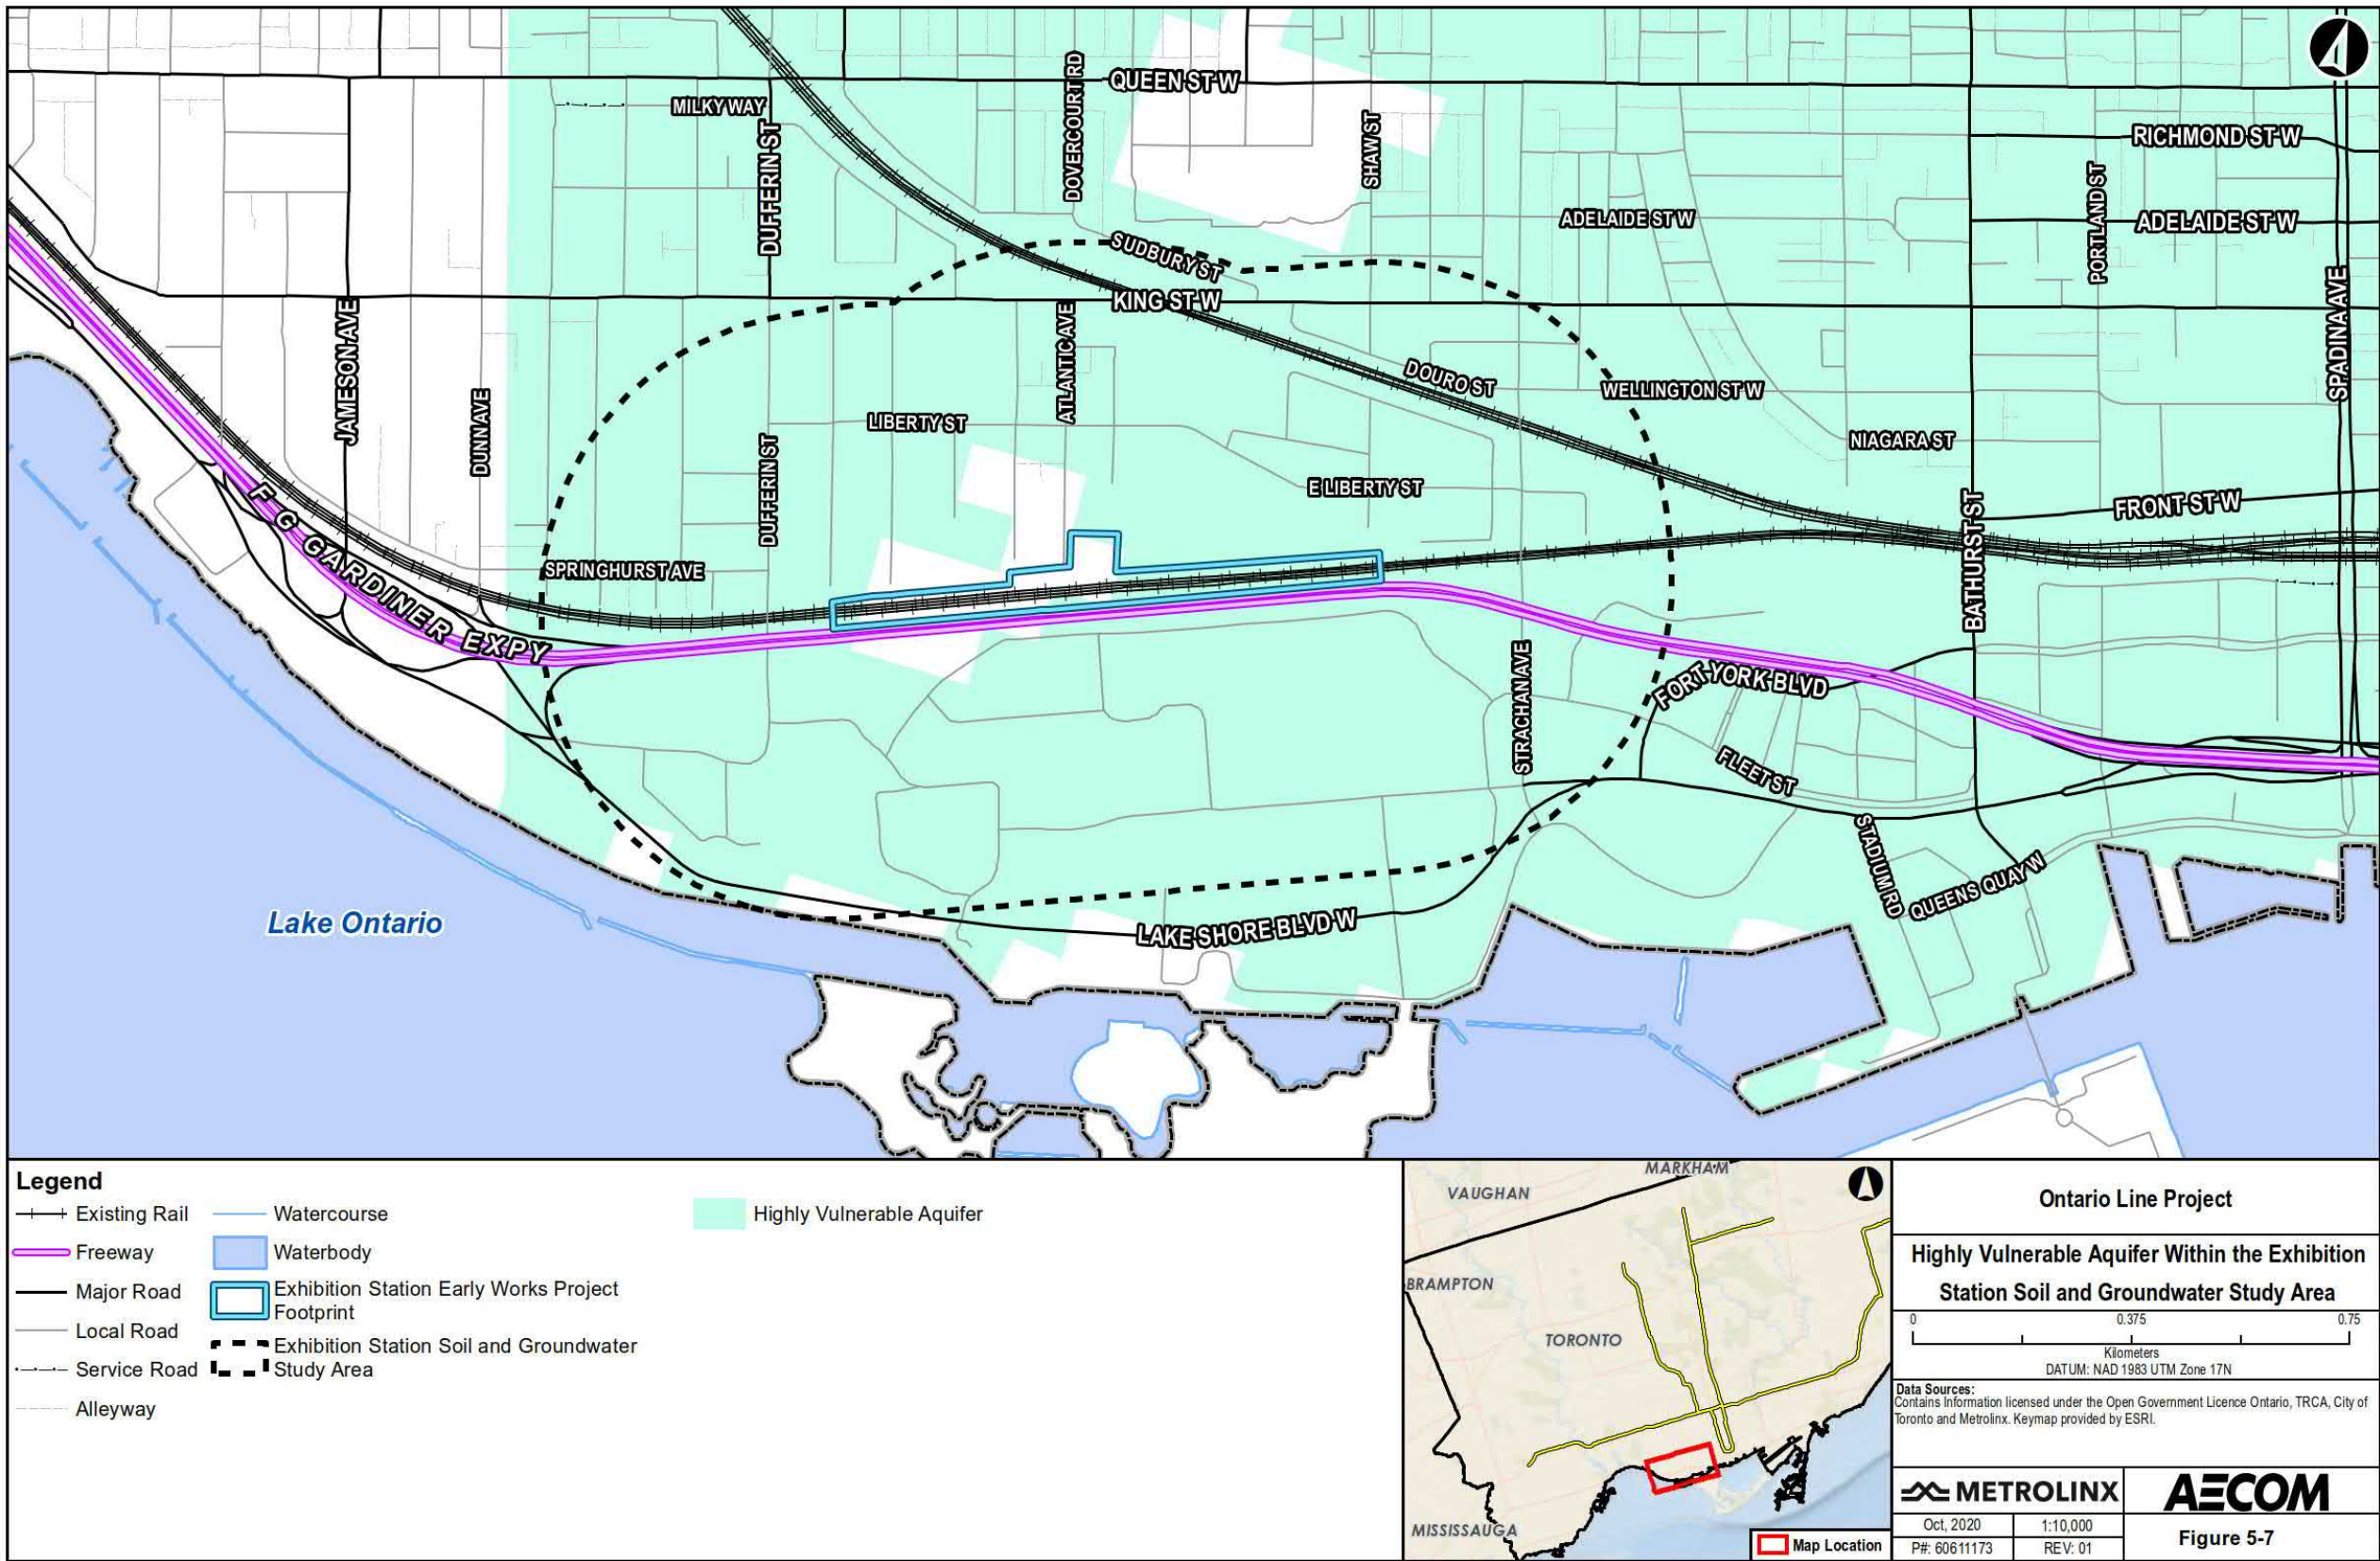 QUEEN ST W
DOVERCOURT RD
MILKY WAY
DUFFERIN ST
SHAW ST
RICHMOND ST W
PORTLAND ST
ADELAIDE ST W
ADELAIDE ST W
SUDBURY ST
KING ST W
SPADINA AVE
JAMESON AVE
DUNN AVE
ATLANTIC AVE
LIBERTY ST
DOURO ST
WELLINGTON ST W
NIAGARA ST
DUFFERIN ST
E LIBERTY ST
FRONT ST W
BATHURST ST
F G GARDINER EXPY
SPRINGHURST AVE
STRACHAN AVE
FORT YORK BLVD
FLEET ST
STADIUM RD
QUEENS QUAY W
LAKE SHORE BLVD W
Lake Ontario
Legend
Existing Rail
Freeway
Major Road
Local Road
Service Road
Alleyway
Watercourse
Waterbody
Exhibition Station Early Works Project
Footprint
Exhibition Station Soil and Groundwater
Study Area
Highly Vulnerable Aquifer
MARKHAM
VAUGHAN
BRAMPTON
TORONTO
MISSISSAUGA
Map Location
Ontario Line Project
Highly Vulnerable Aquifer Within the Exhibition
Station Soil and Groundwater Study Area
0 0.375 0.75
Kilometers
DATUM: NAD 1983 UTM Zone 17N
Data Sources:
Contains Information licensed under the Open Government Licence Ontario, TRCA, City of
Toronto and Metrolinx. Keymap provided by ESRI.
METROLINX
AECOM
Oct, 2020 1:10,000
P#: 60611173 REV: 01
Figure 5-7